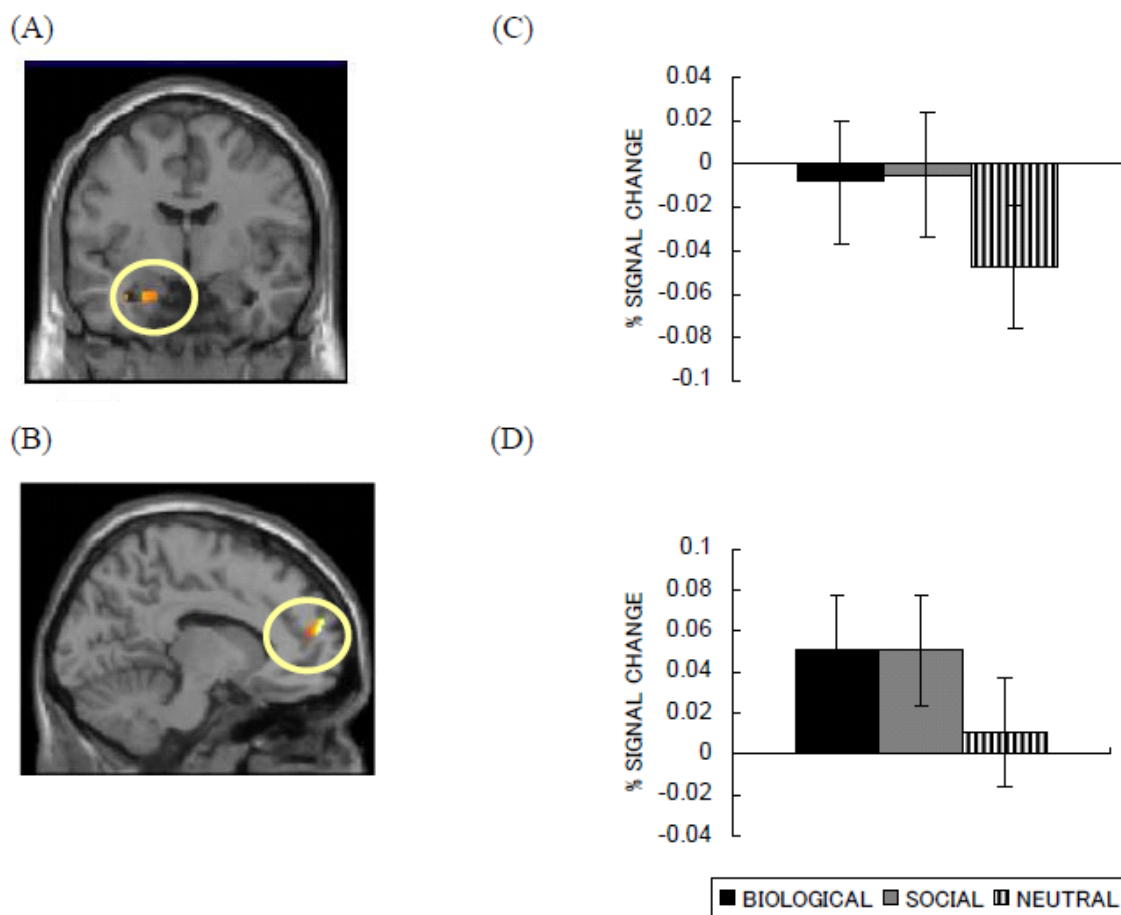 (A)
(C)
0.04
0.02
0
-0.02
-0.04
-0.06
-0.08
-0.1
% SIGNAL CHANGE
(B)
(D)
0.1
0.08
0.06
0.04
0.02
0
-0.02
-0.04
% SIGNAL CHANGE
BIOLOGICAL SOCIAL NEUTRAL